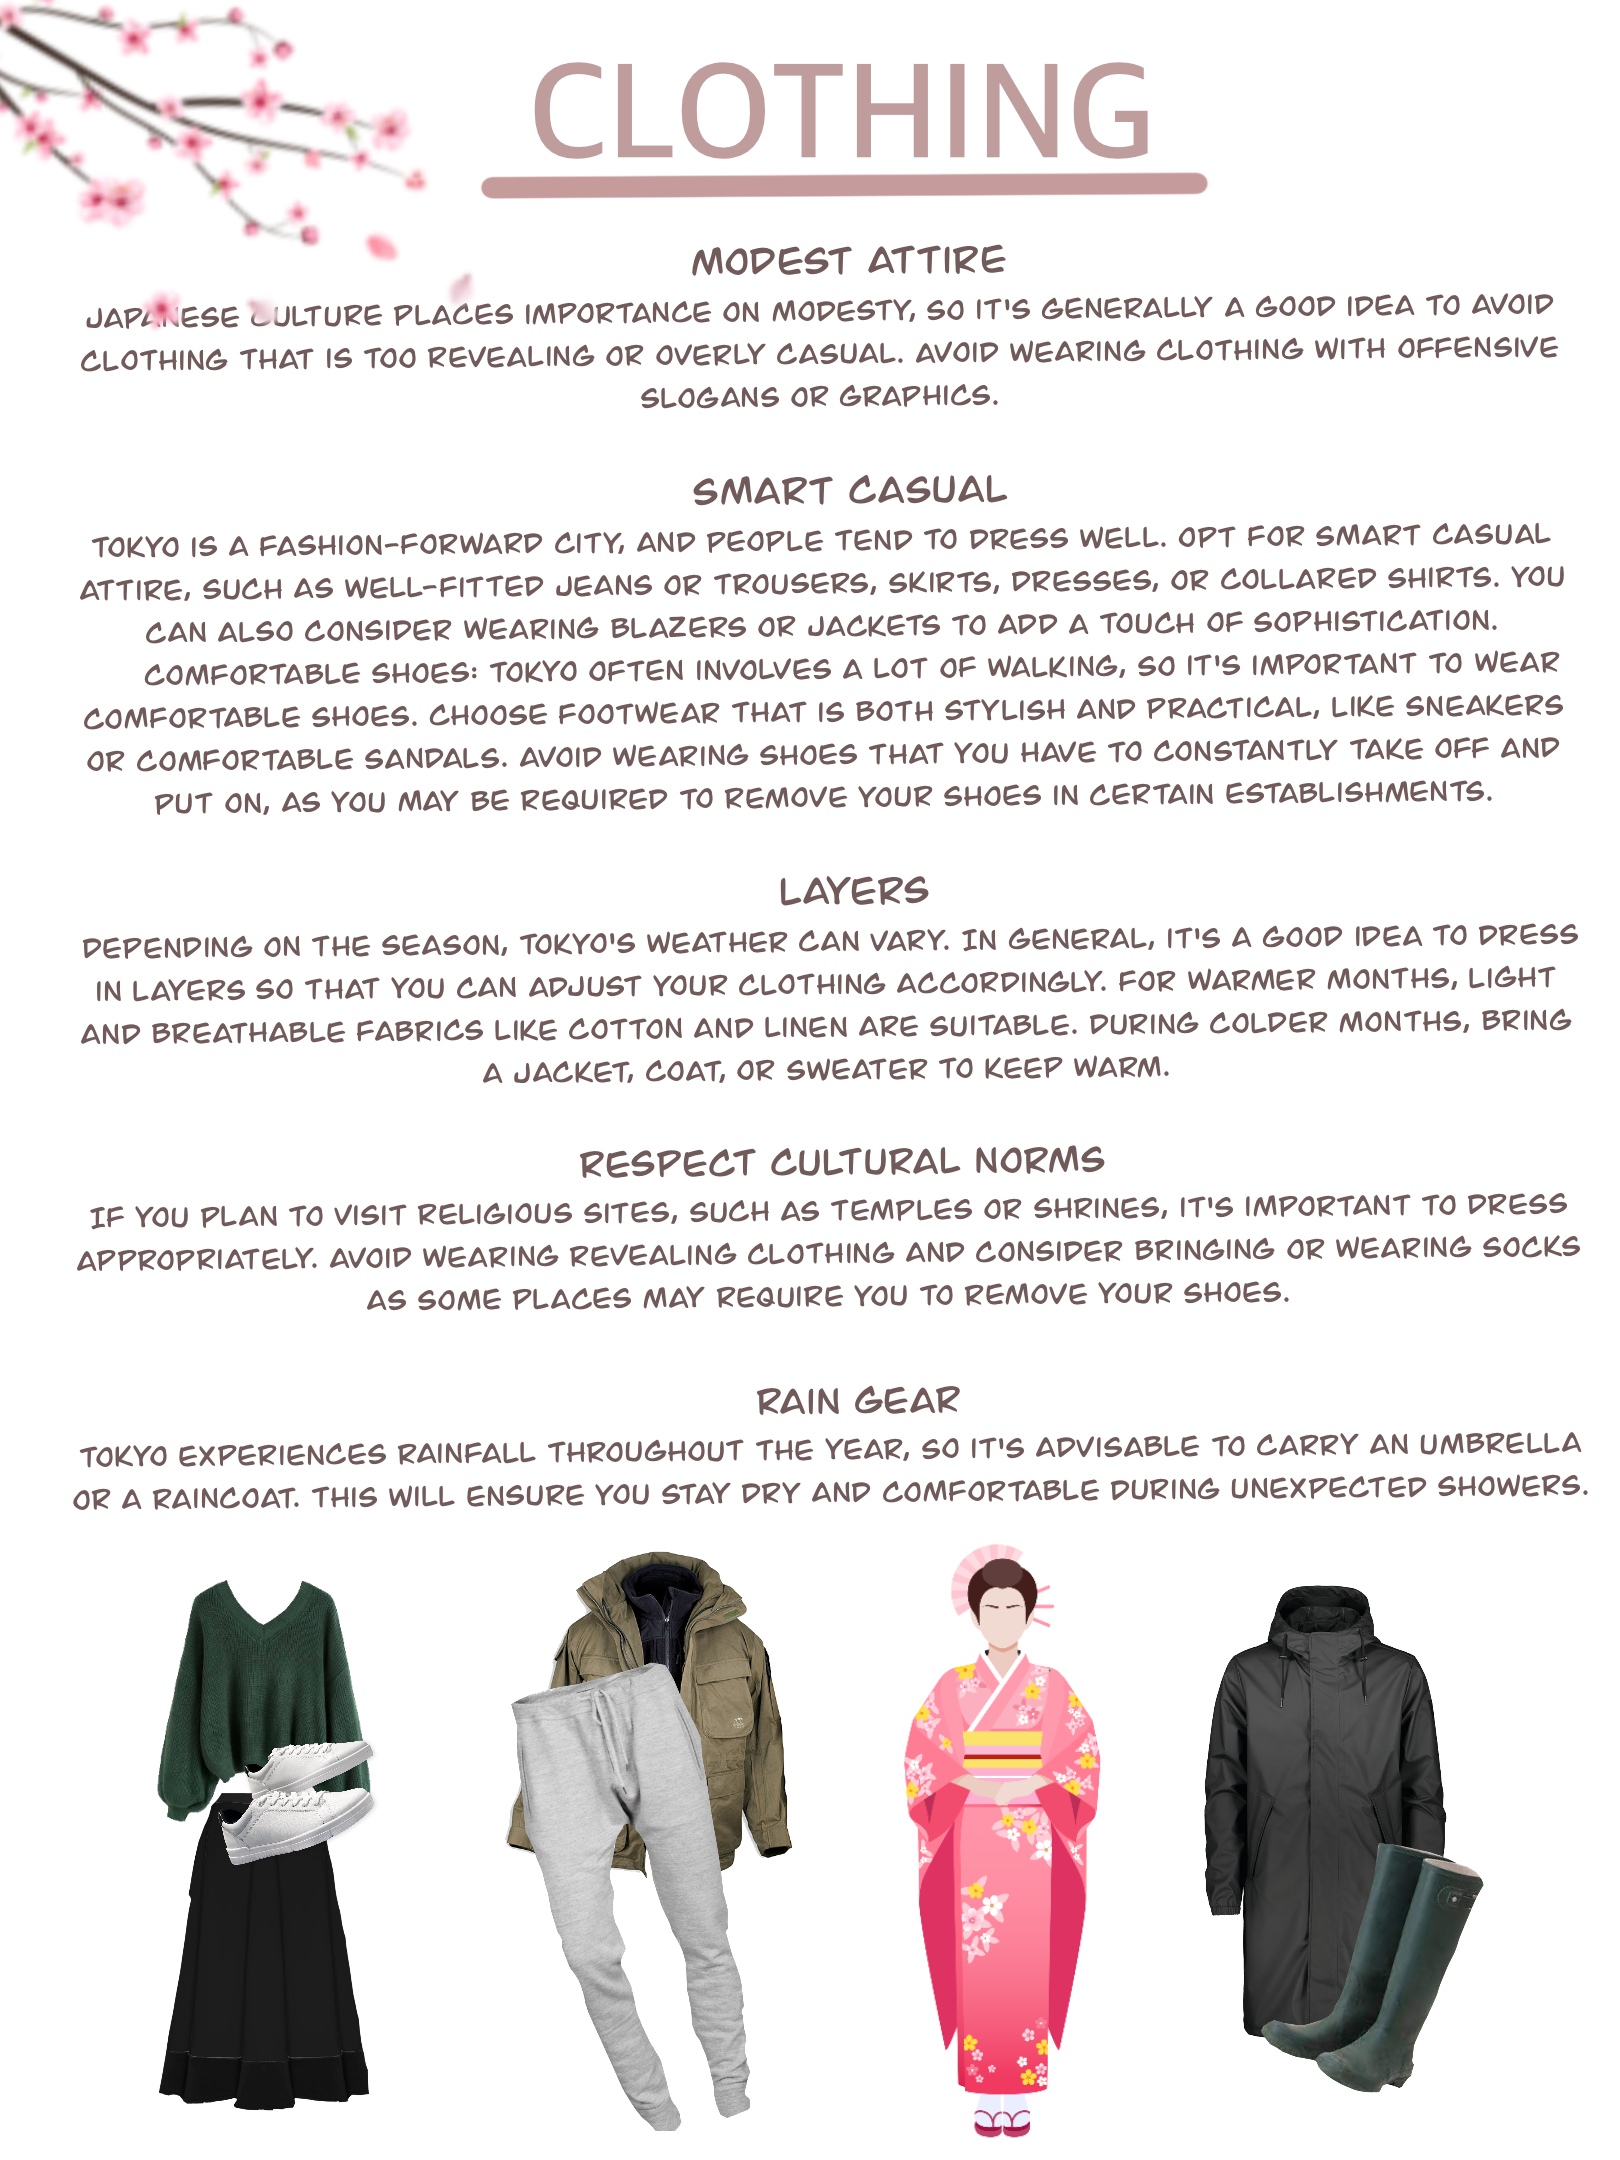 CLOTHING
MODEST ATTIRE
JAPANESE CULTURE PLACES IMPORTANCE ON MODESTY, SO IT'S GENERALLY A GOOD IDEA TO AVOID
CLOTHING THAT IS TOO REVEALING OR OVERLY CASUAL. AVOID WEARING CLOTHING WITH OFFENSIVE
SLOGANS OR GRAPHICS.
SMART CASUAL
TOKYO IS A FASHION-FORWARD CITY, AND PEOPLE TEND TO DRESS WELL. OPT FOR SMART CASUAL
ATTIRE, SUCH AS WELL-FITTED JEANS OR TROUSERS, SKIRTS, DRESSES, OR COLLARED SHIRTS. YOU
CAN ALSO CONSIDER WEARING BLAZERS OR JACKETS TO ADD A TOUCH OF SOPHISTICATION.
COMFORTABLE SHOES: TOKYO OFTEN INVOLVES A LOT OF WALKING, SO IT'S IMPORTANT TO WEAR
COMFORTABLE SHOES. CHOOSE FOOTWEAR THAT IS BOTH STYLISH AND PRACTICAL, LIKE SNEAKERS
OR COMFORTABLE SANDALS. AVOID WEARING SHOES THAT YOU HAVE TO CONSTANTLY TAKE OFF AND
PUT ON, AS YOU MAY BE REQUIRED TO REMOVE YOUR SHOES IN CERTAIN ESTABLISHMENTS.
LAYERS
DEPENDING ON THE SEASON, TOKYO'S WEATHER CAN VARY. IN GENERAL, IT'S A GOOD IDEA TO DRESS
IN LAYERS SO THAT YOU CAN ADJUST YOUR CLOTHING ACCORDINGLY. FOR WARMER MONTHS, LIGHT
AND BREATHABLE FABRICS LIKE COTTON AND LINEN ARE SUITABLE. DURING COLDER MONTHS, BRING
A JACKET, COAT, OR SWEATER TO KEEP WARM.
RESPECT CULTURAL NORMS
IF YOU PLAN TO VISIT RELIGIOUS SITES, SUCH AS TEMPLES OR SHRINES, IT'S IMPORTANT TO DRESS
APPROPRIATELY. AVOID WEARING REVEALING CLOTHING AND CONSIDER BRINGING OR WEARING SOCKS
AS SOME PLACES MAY REQUIRE YOU TO REMOVE YOUR SHOES.
RAIN GEAR
TOKYO EXPERIENCES RAINFALL THROUGHOUT THE YEAR, SO IT'S ADVISABLE TO CARRY AN UMBRELLA
OR A RAINCOAT. THIS WILL ENSURE YOU STAY DRY AND COMFORTABLE DURING UNEXPECTED SHOWERS.